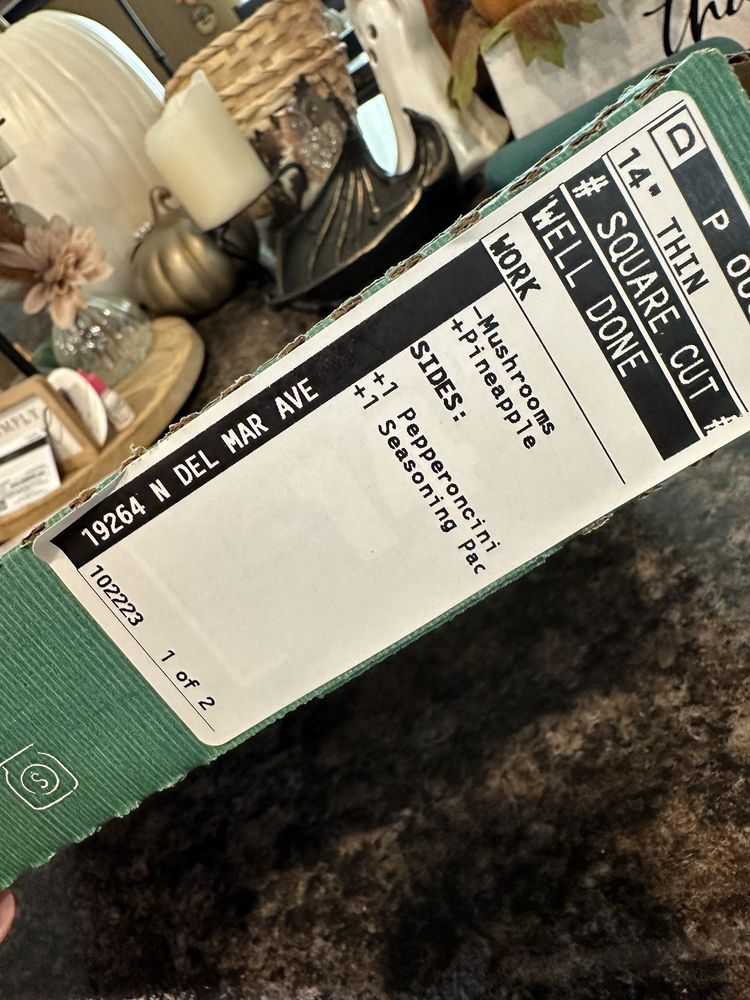 D P
14" THIN
# SQUARE CUT #
WELL DONE
WORK
-Mushrooms
+Pineapple
SIDES:
+1 Pepperoncini
+1 Seasoning Pac
19264 N DEL MAR AVE
102223 1 of 2